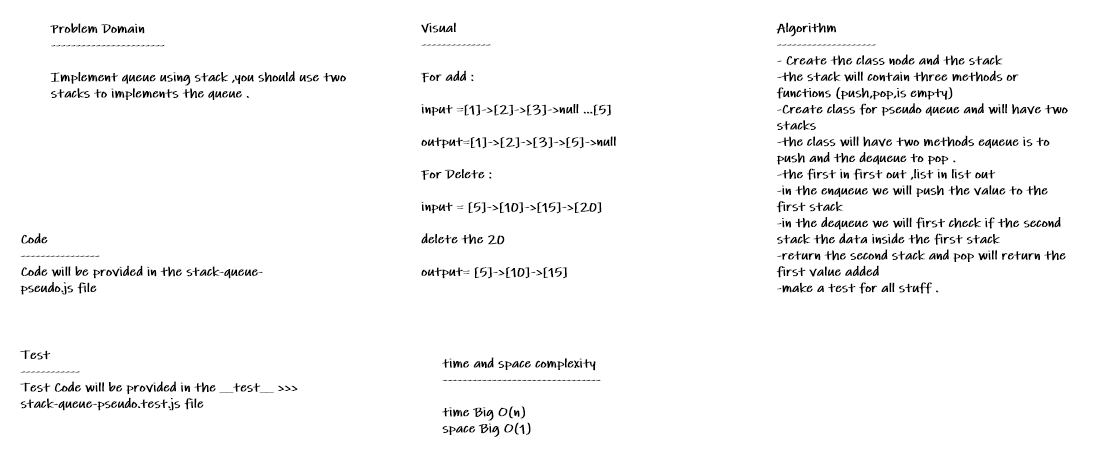 Problem Domain
-----------------------
Implement queue using stack ,you should use two
stacks to implements the queue .
Code
----------------
Code will be provided in the stack-queue-
pseudo.js file
Test
------------
Test Code will be provided in the __test__ >>>
stack-queue-pseudo.test.js file
Visual
--------------
For add :
input =[1]->[2]->[3]->null ...[5]
output=[1]->[2]->[3]->[5]->null
For Delete :
input = [5]->[10]->[15]->[20]
delete the 20
output= [5]->[10]->[15]
time and space complexity
--------------------------------
time Big O(n)
space Big O(1)
Algorithm
--------------------
- Create the class node and the stack
-the stack will contain three methods or
functions (push,pop,is empty)
-Create class for pseudo queue and will have two
stacks
-the class will have two methods equeue is to
push and the dequeue to pop .
-the first in first out ,list in list out
-in the enqueue we will push the value to the
first stack
-in the dequeue we will first check if the second
stack the data inside the first stack
-return the second stack and pop will return the
first value added
-make a test for all stuff .